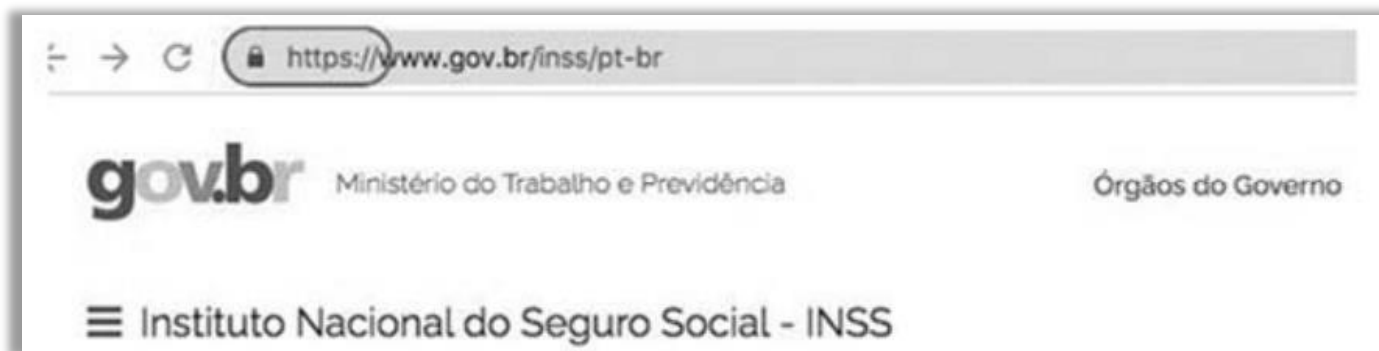 https://www.gov.br/inss/pt-br
gov.br Ministério do Trabalho e Previdência Órgãos do Governo
Instituto Nacional do Seguro Social - INSS